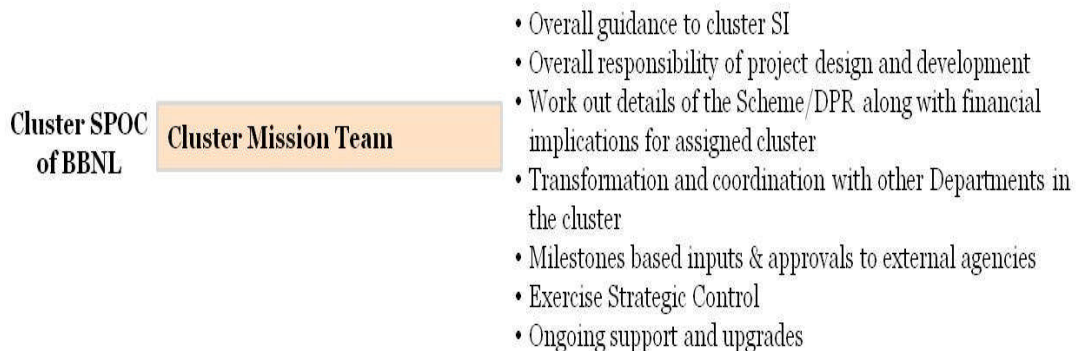 Cluster SPOC
of BBNL
Cluster Mission Team
• Overall guidance to cluster SI
• Overall responsibility of project design and development
• Work out details of the Scheme/DPR along with financial
implications for assigned cluster
• Transformation and coordination with other Departments in
the cluster
• Milestones based inputs & approvals to external agencies
• Exercise Strategic Control
• Ongoing support and upgrades